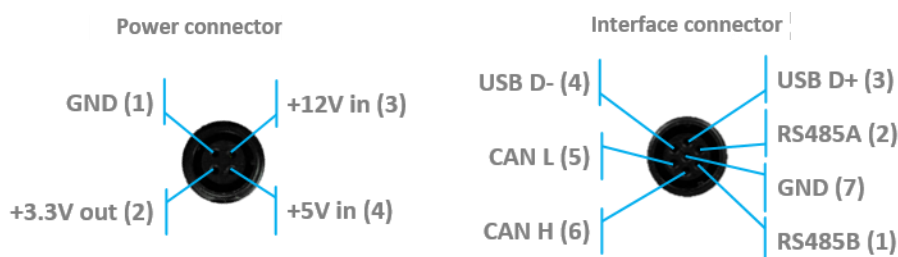 Power connector
GND (1)
+12V in (3)
+3.3V out (2)
+5V in (4)
Interface connector
USB D- (4)
USB D+ (3)
RS485A (2)
CAN L (5)
GND (7)
CAN H (6)
RS485B (1)